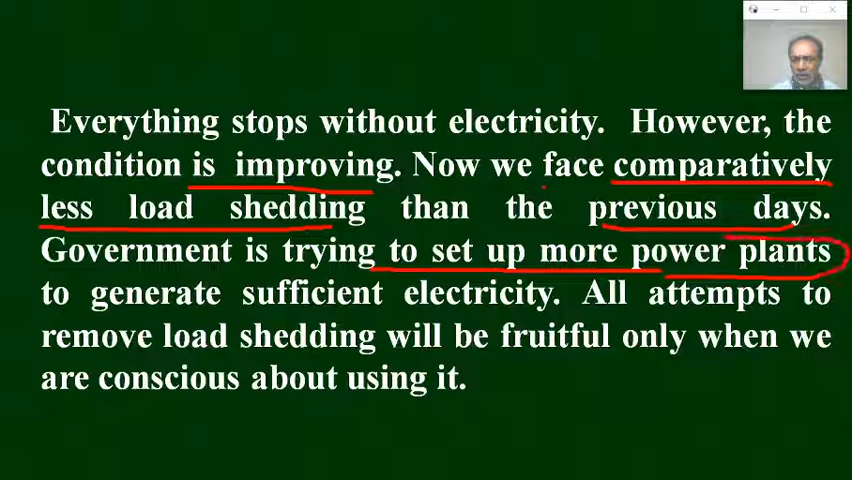 Everything stops without electricity. However, the
condition is improving. Now we face comparatively
less load shedding than the previous days.
Government is trying to set up more power plants
to generate sufficient electricity. All attempts to
remove load shedding will be fruitful only when we
are conscious about using it.